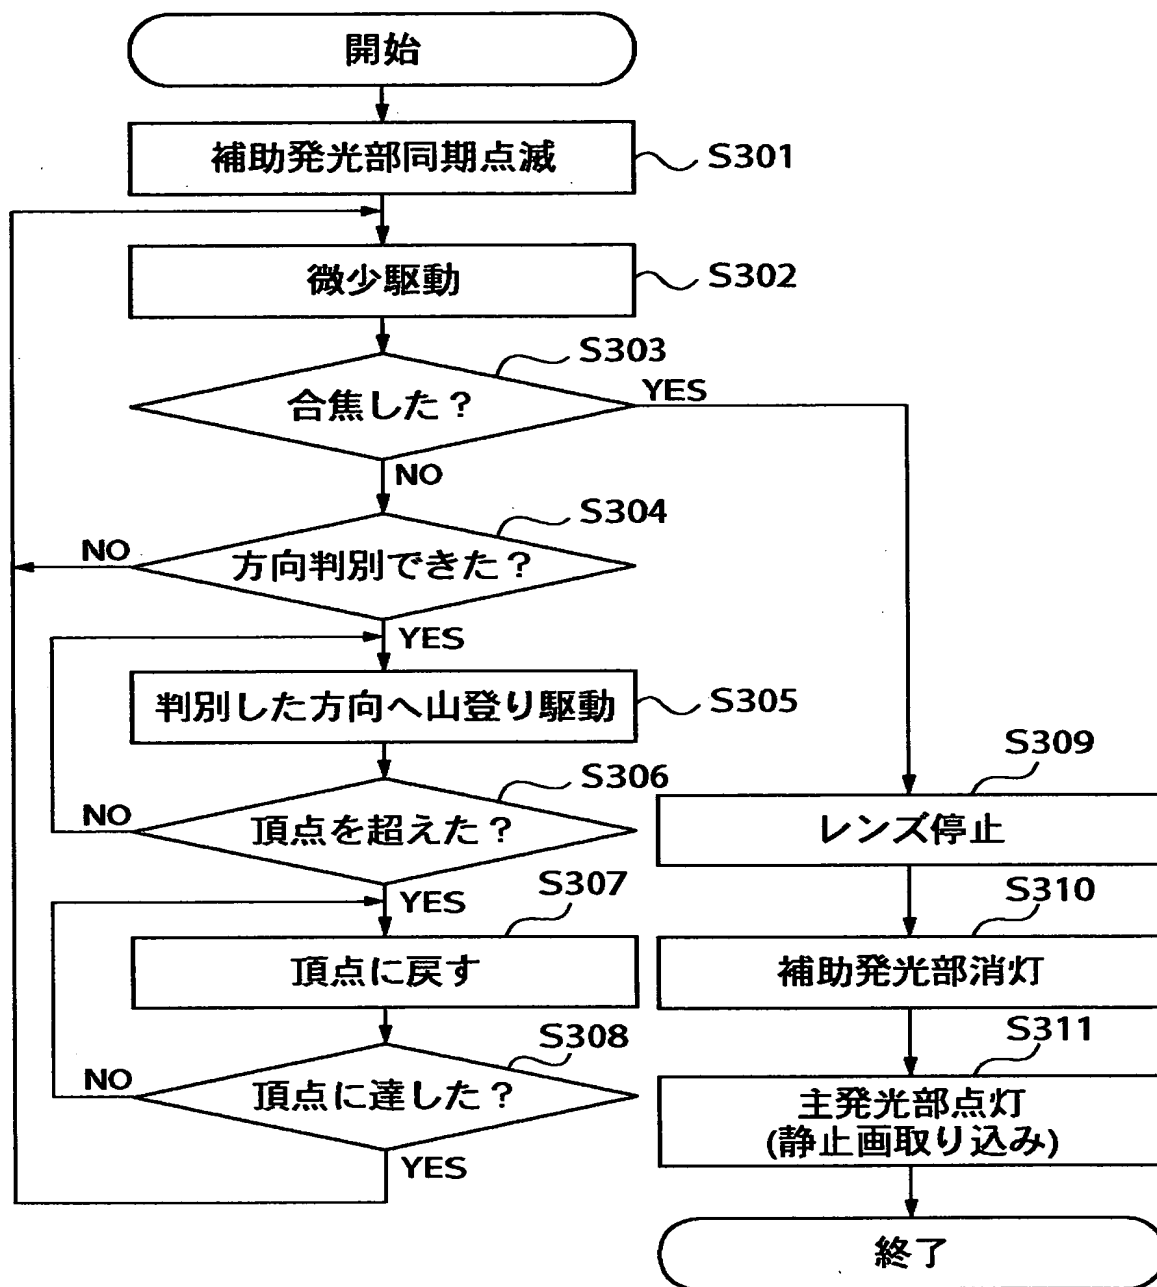 開始
補助発光部同期点滅
S301
微少駆動
S302
S303
合焦した？
YES
NO
S304
方向判別できた？
NO
YES
判別した方向へ山登り駆動
S305
S306
頂点を超えた？
NO
YES
S307
頂点に戻す
S308
頂点に達した？
NO
YES
S309
レンズ停止
S310
補助発光部消灯
S311
主発光部点灯
(静止画取り込み)
終了